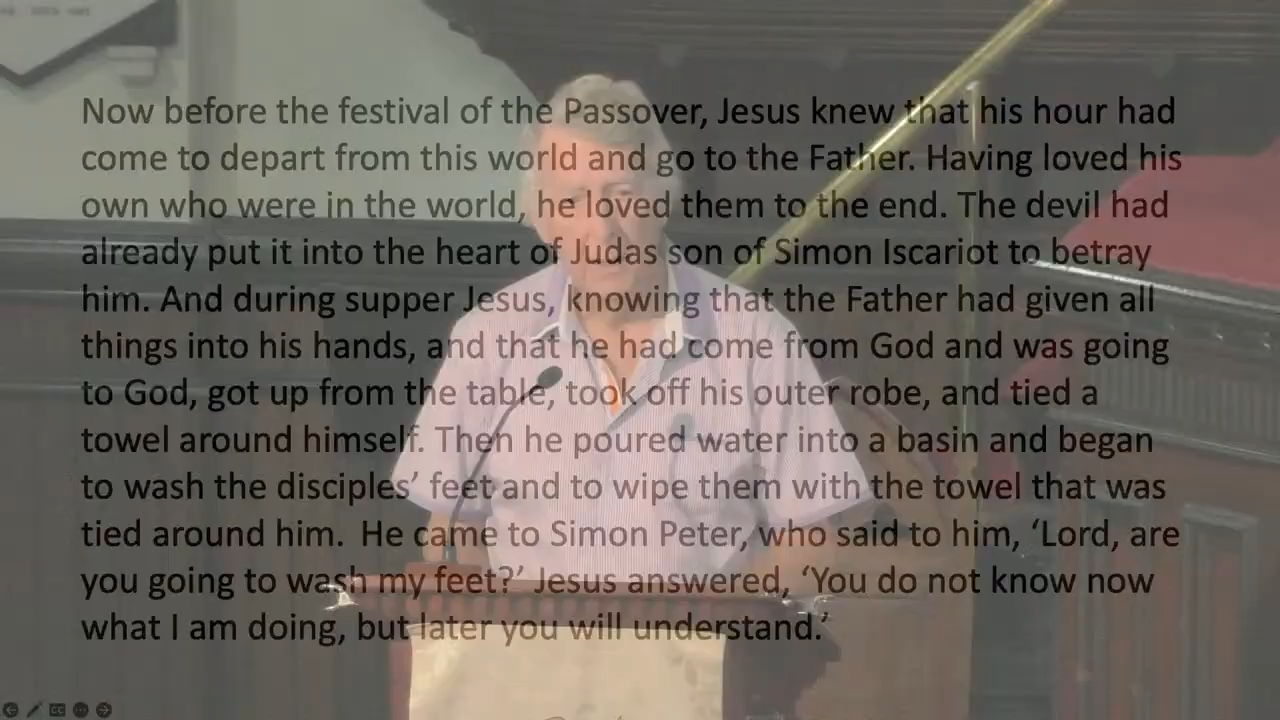 Now before the festival of the Passover, Jesus knew that his hour had
come to depart from this world and go to the Father. Having loved his
own who were in the world, he loved them to the end. The devil had
already put it into the heart of Judas son of Simon Iscariot to betray
him. And during supper Jesus, knowing that the Father had given all
things into his hands, and that he had come from God and was going
to God, got up from the table, took off his outer robe, and tied a
towel around himself. Then he poured water into a basin and began
to wash the disciples’ feet and to wipe them with the towel that was
tied around him.  He came to Simon Peter, who said to him, ‘Lord, are
you going to wash my feet?’ Jesus answered, ‘You do not know now
what I am doing, but later you will understand.’